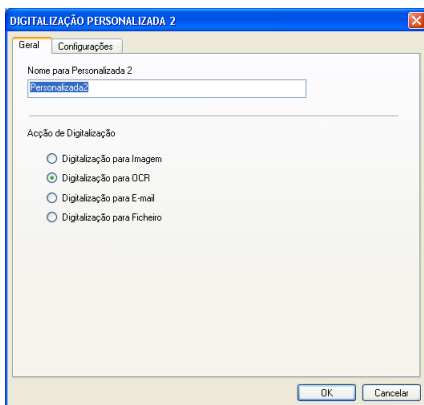 DIGITALIZAÇÃO PERSONALIZADA 2
Geral Configurações
Nome para Personalizada 2
Personalizada2
Acção de Digitalização
Digitalização para Imagem
Digitalização para OCR
Digitalização para E-mail
Digitalização para Ficheiro
OK Cancelar